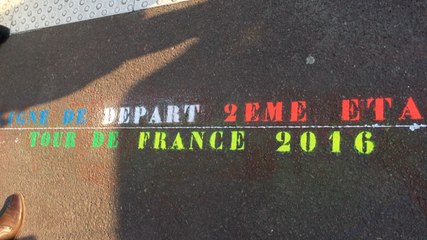 IGNE DE DEPART 2EME ETA
TOUR DE FRANCE 2016